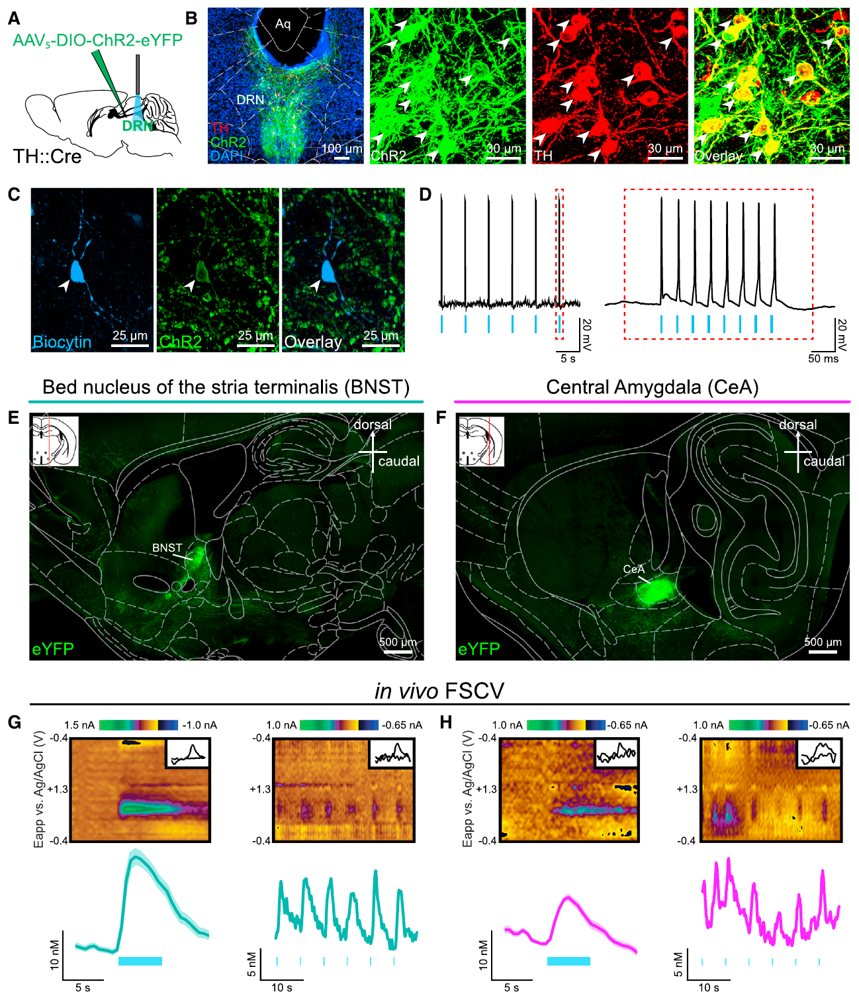 A
AAV5-DIO-ChR2-eYFP
DRN
TH::Cre
B
Aq
DRN
TH
ChR2
DAPI
100 µm
ChR2
30 µm
TH
30 µm
Overlay
30 µm
C
Biocytin
25 µm
ChR2
25 µm
Overlay
25 µm
D
20 mV
5 s
20 mV
50 ms
Bed nucleus of the stria terminalis (BNST)
Central Amygdala (CeA)
E
dorsal
caudal
BNST
eYFP
500 µm
F
dorsal
caudal
CeA
eYFP
500 µm
in vivo FSCV
G
1.5 nA
-1.0 nA
Eapp vs. Ag/AgCl (V)
-0.4
+1.3
-0.4
10 nM
5 s
1.0 nA
-0.65 nA
-0.4
+1.3
-0.4
5 nM
10 s
H
1.0 nA
-0.65 nA
Eapp vs. Ag/AgCl (V)
-0.4
+1.3
-0.4
10 nM
5 s
1.0 nA
-0.65 nA
-0.4
+1.3
-0.4
5 nM
10 s